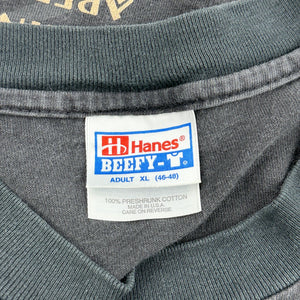 Hanes®
BEEFY-T®
ADULT XL (46-48)
100% PRESHRUNK COTTON
MADE IN U.S.A.
CARE ON REVERSE